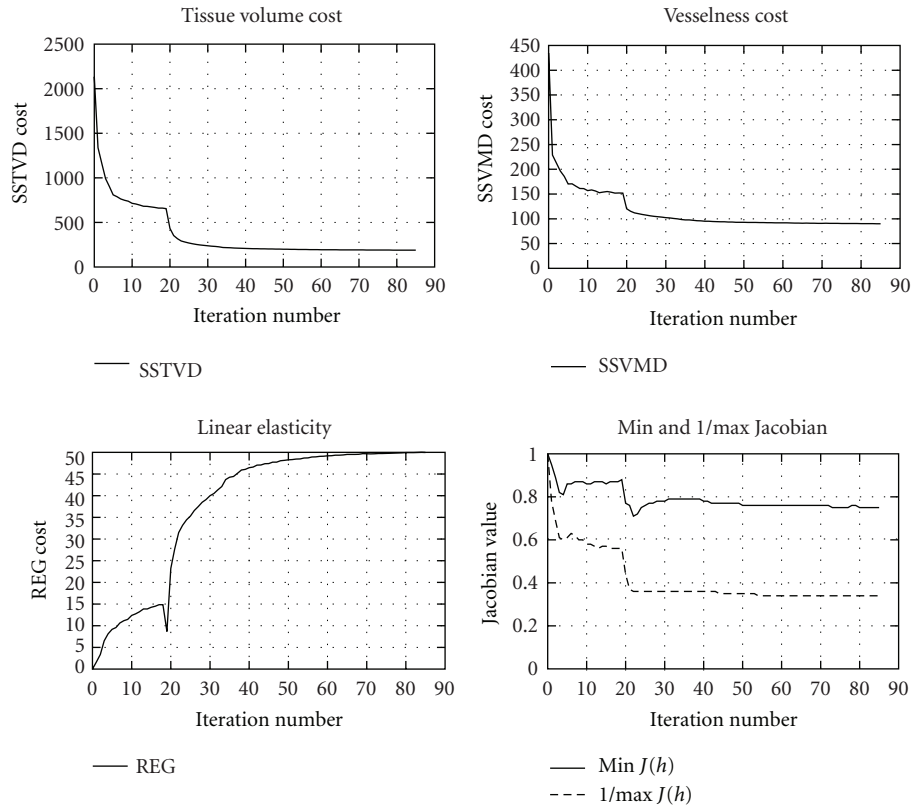 Tissue volume cost
2500
2000
1500
1000
500
0
SSTVD cost
0 10 20 30 40 50 60 70 80 90
Iteration number
SSTVD
Vesselness cost
450
400
350
300
250
200
150
100
50
0
SSVMD cost
0 10 20 30 40 50 60 70 80 90
Iteration number
SSVMD
Linear elasticity
50
45
40
35
30
25
20
15
10
5
0
REG cost
0 10 20 30 40 50 60 70 80 90
Iteration number
REG
Min and 1/max Jacobian
1
0.8
0.6
0.4
0.2
0
Jacobian value
0 10 20 30 40 50 60 70 80 90
Iteration number
Min J(h)
1/max J(h)